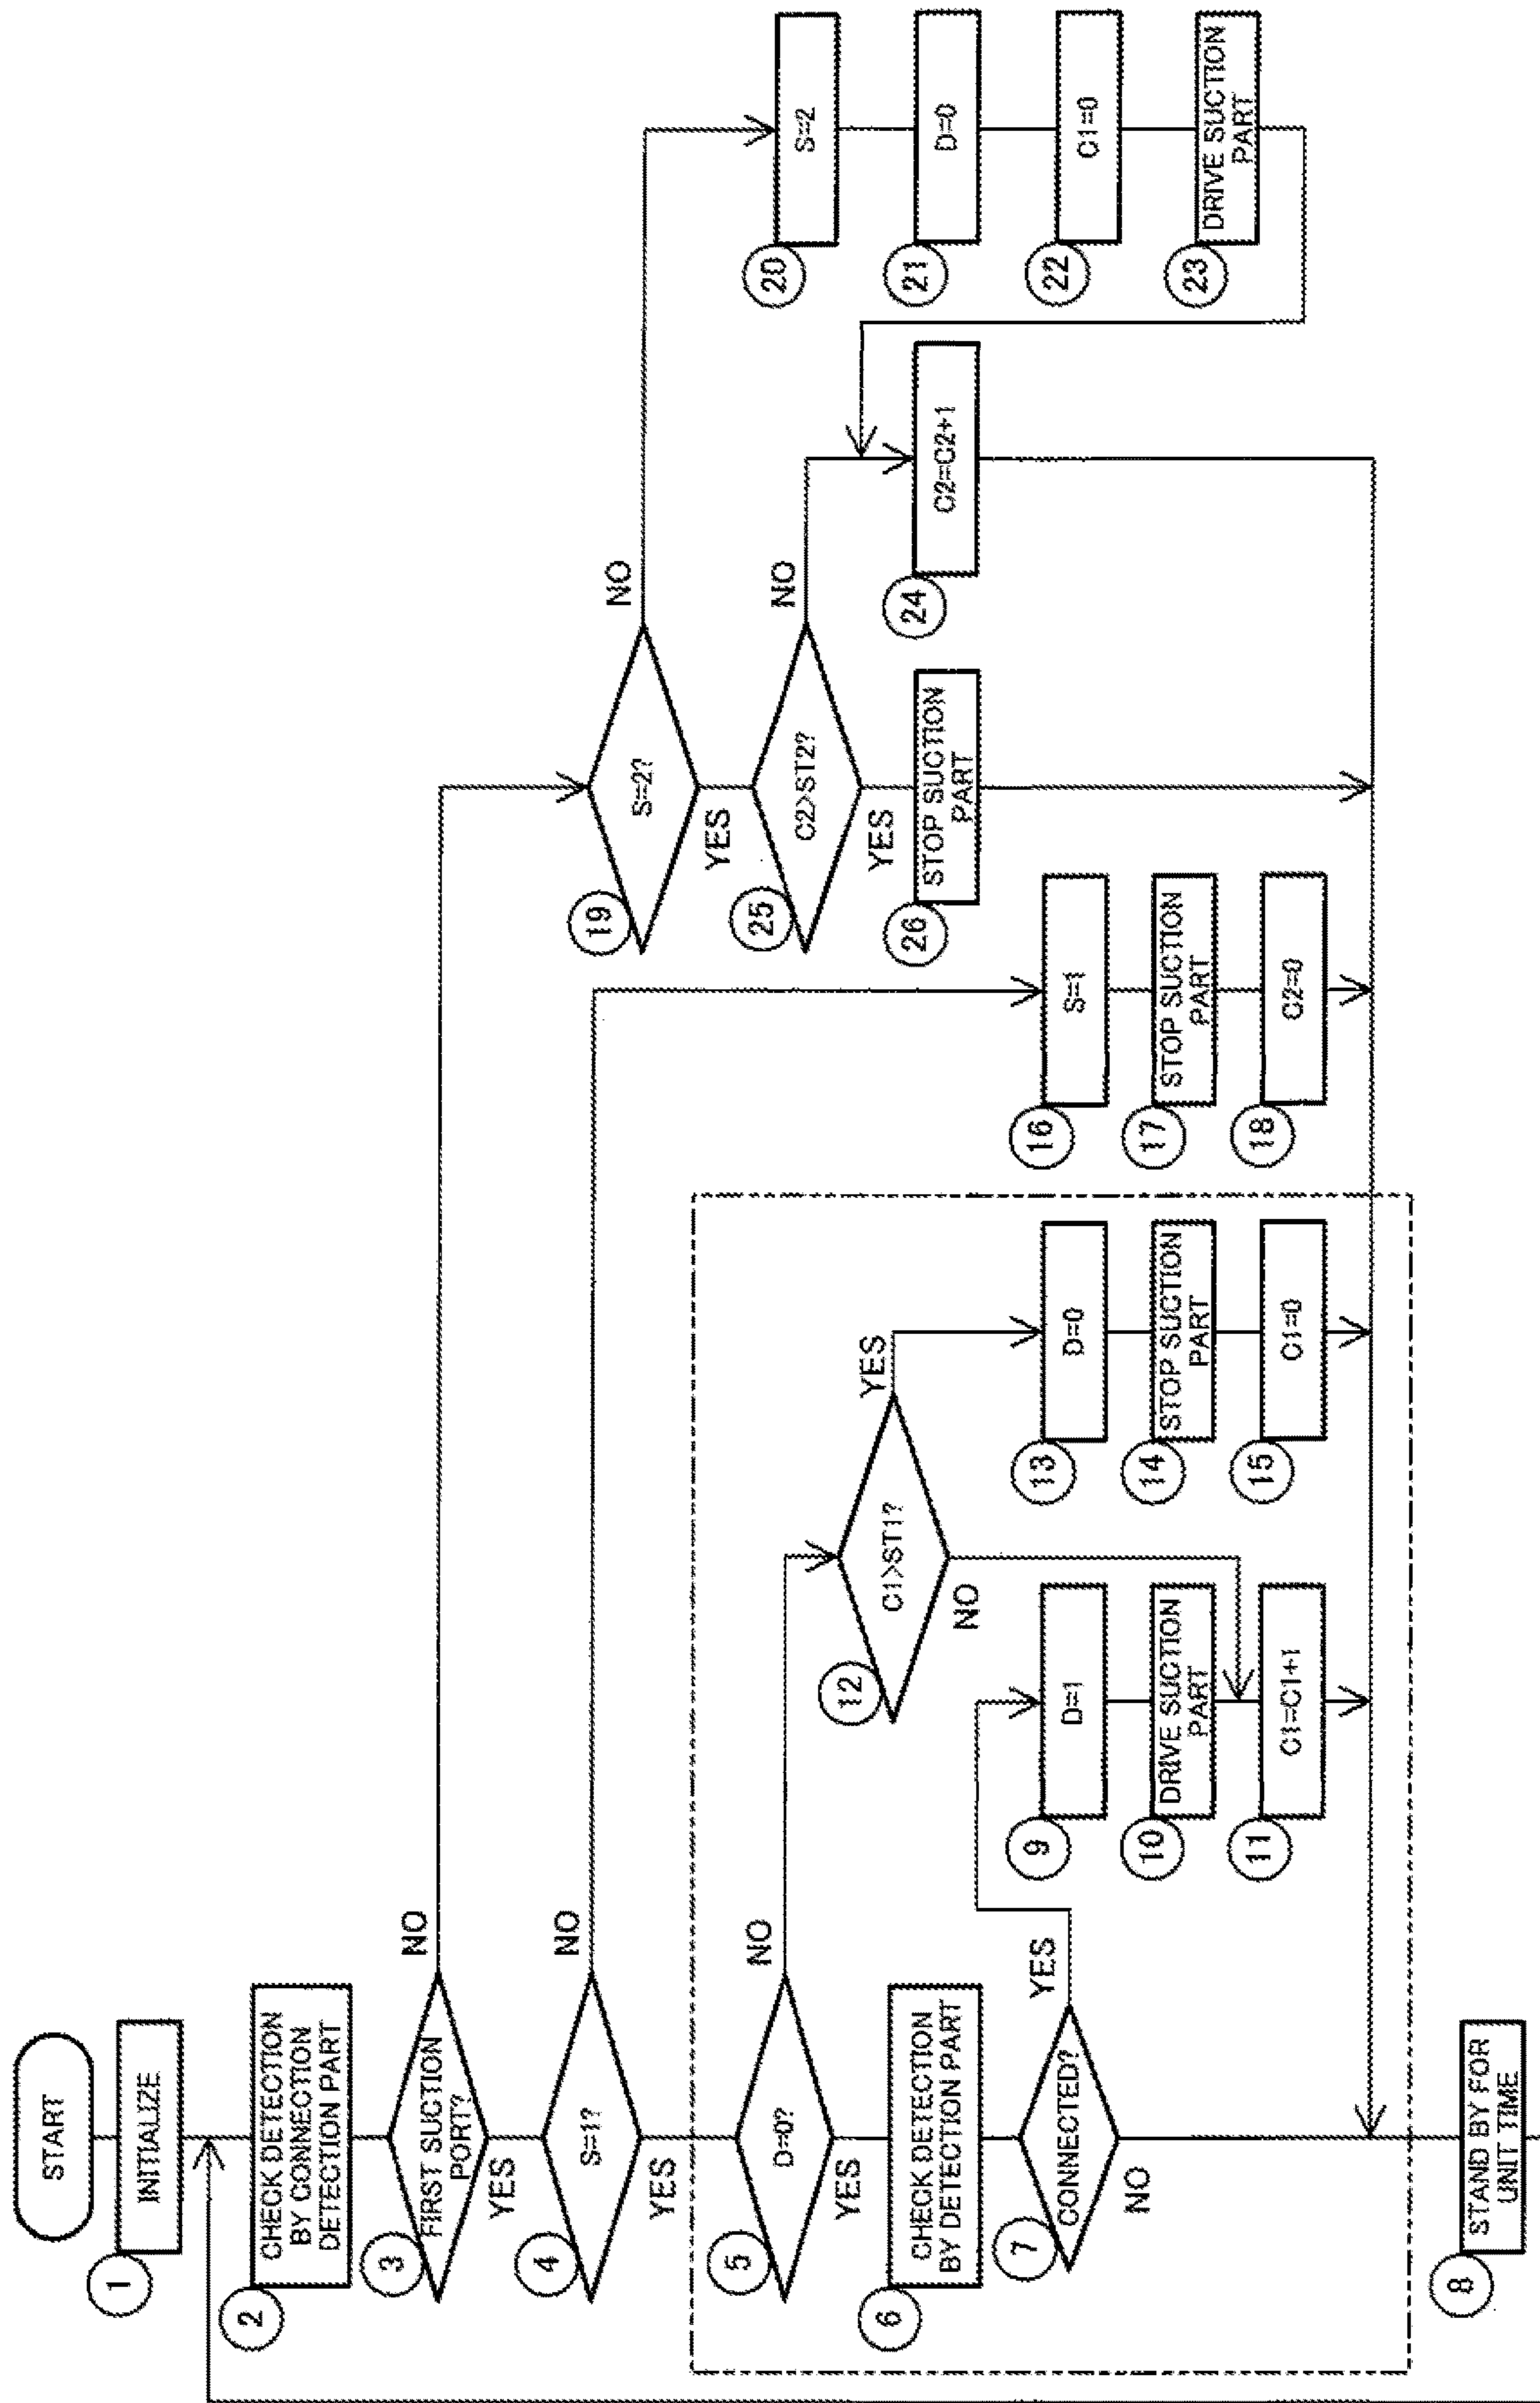 START
1
INITIALIZE
2
CHECK DETECTION
BY CONNECTION
DETECTION PART
3
FIRST SUCTION
PORT?
NO
YES
4
S=1?
NO
YES
5
D=0?
NO
YES
6
CHECK DETECTION
BY DETECTION PART
7
CONNECTED?
YES
NO
8
STAND BY FOR
UNIT TIME
9
D=1
10
DRIVE SUCTION
PART
11
C1=C1+1
12
C1>ST1?
YES
NO
13
D=0
14
STOP SUCTION
PART
15
C1=0
16
S=1
17
STOP SUCTION
PART
18
C2=0
19
S=2?
NO
YES
25
C2>ST2?
NO
YES
26
STOP SUCTION
PART
24
C2=C2+1
20
S=2
21
D=0
22
C1=0
23
DRIVE SUCTION
PART